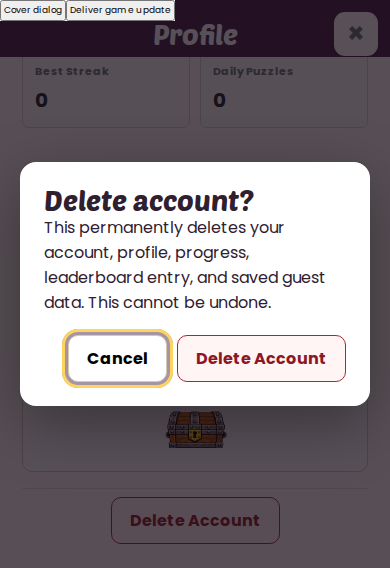 Cover dialog Deliver game update
Profile
✖
Best Streak
0
Daily Puzzles
0
Delete account?
This permanently deletes your
account, profile, progress,
leaderboard entry, and saved guest
data. This cannot be undone.
Cancel
Delete Account
Delete Account